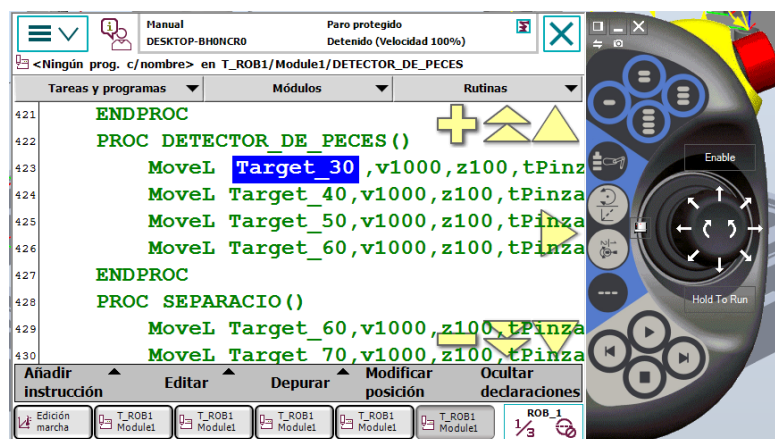 Manual
DESKTOP-BH0NCR0
Paro protegido
Detenido (Velocidad 100%)
<Ningún prog. c/nombre> en T_ROB1/Module1/DETECTOR_DE_PECES
Tareas y programas
Módulos
Rutinas
421 ENDPROC
422 PROC DETECTOR_DE_PECES()
423 MoveL Target_30,v1000,z100,tPinz
424 MoveL Target_40,v1000,z100,tPinza
425 MoveL Target_50,v1000,z100,tPinza
426 MoveL Target_60,v1000,z100,tPinza
427 ENDPROC
428 PROC SEPARACIO()
429 MoveL Target_60,v1000,z100,tPinza
430 MoveL Target_70,v1000,z100,tPinza
Añadir instrucción
Editar
Depurar
Modificar posición
Ocultar declaraciones
Edición marcha
T_ROB1 Module1
T_ROB1 Module1
T_ROB1 Module1
T_ROB1 Module1
T_ROB1 Module1
ROB_1
1/3
Enable
Hold To Run